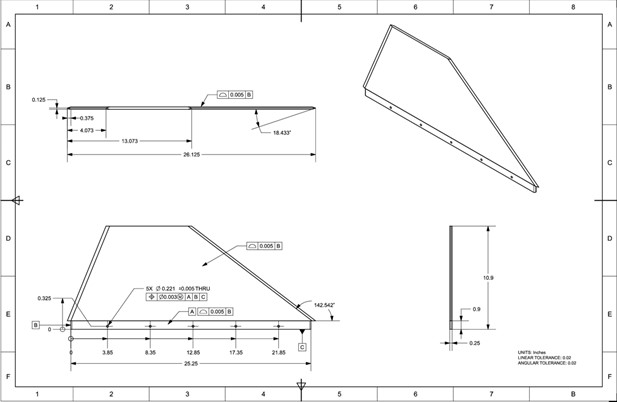 1 2 3 4 5 6 7 8
A A
B B
C C
D D
E E
F F
0.005 B
0.125
0.375
4.073
18.433°
13.073
26.125
0.005 B
5X Ø 0.221 ±0.005 THRU
Ø0.003 Ⓜ A B C
0.325
142.542°
A 0.005 B
B
0
C
0 3.85 8.35 12.85 17.35 21.85
25.25
10.9
0.9
0.25
UNITS: Inches
LINEAR TOLERANCE: 0.03
ANGULAR TOLERANCE: 0.03
1 2 3 4 5 6 7 8